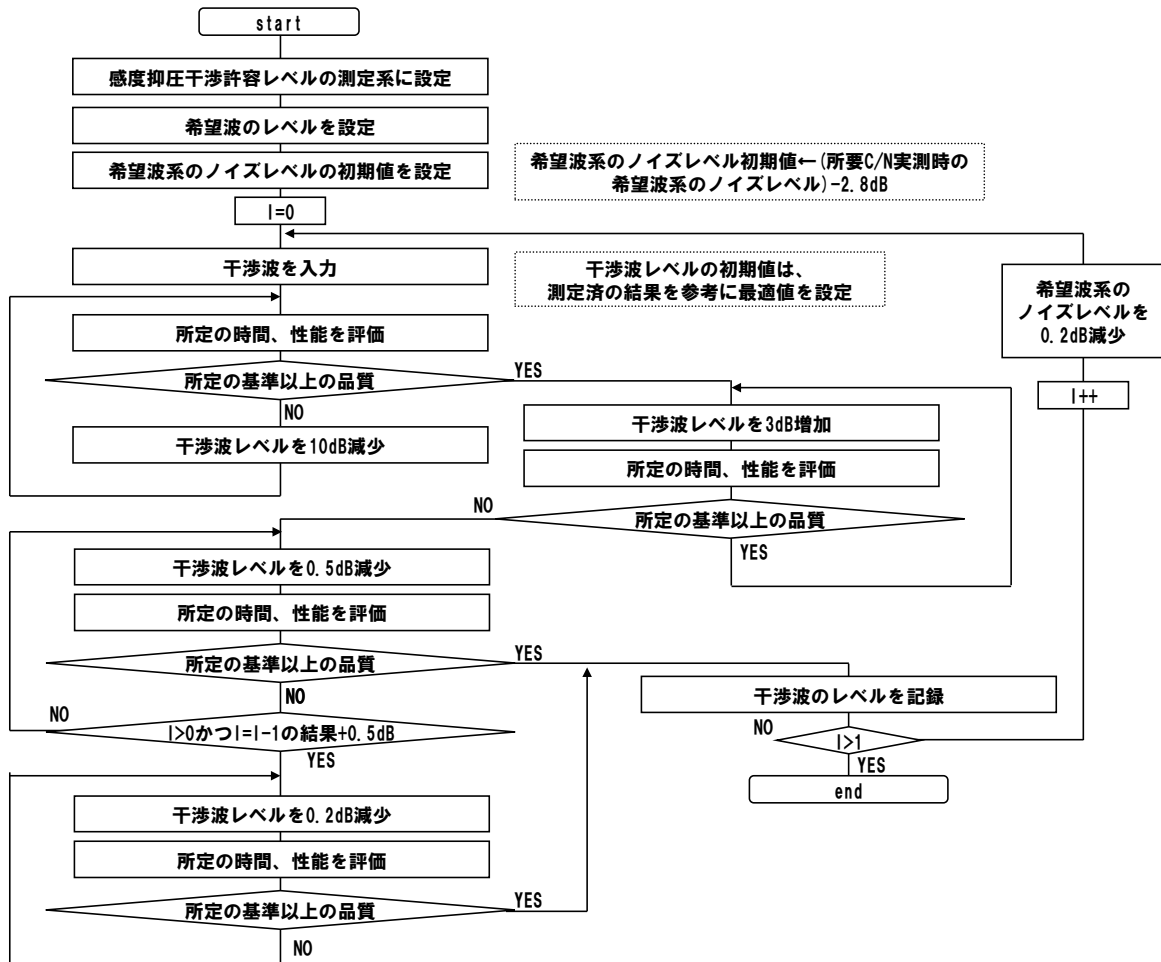 start
感度抑圧干渉許容レベルの測定系に設定
希望波のレベルを設定
希望波系のノイズレベルの初期値を設定
希望波系のノイズレベル初期値←(所要C/N実測時の
希望波系のノイズレベル)-2.8dB
I=0
干渉波を入力
干渉波レベルの初期値は、
測定済の結果を参考に最適値を設定
希望波系の
ノイズレベルを
0.2dB減少
I++
所定の時間、性能を評価
所定の基準以上の品質
YES
NO
干渉波レベルを10dB減少
干渉波レベルを3dB増加
所定の時間、性能を評価
所定の基準以上の品質
NO
YES
干渉波レベルを0.5dB減少
所定の時間、性能を評価
所定の基準以上の品質
YES
NO
NO
I>0かつI=I-1の結果+0.5dB
YES
干渉波のレベルを記録
NO
I>1
YES
end
干渉波レベルを0.2dB減少
所定の時間、性能を評価
所定の基準以上の品質
YES
NO